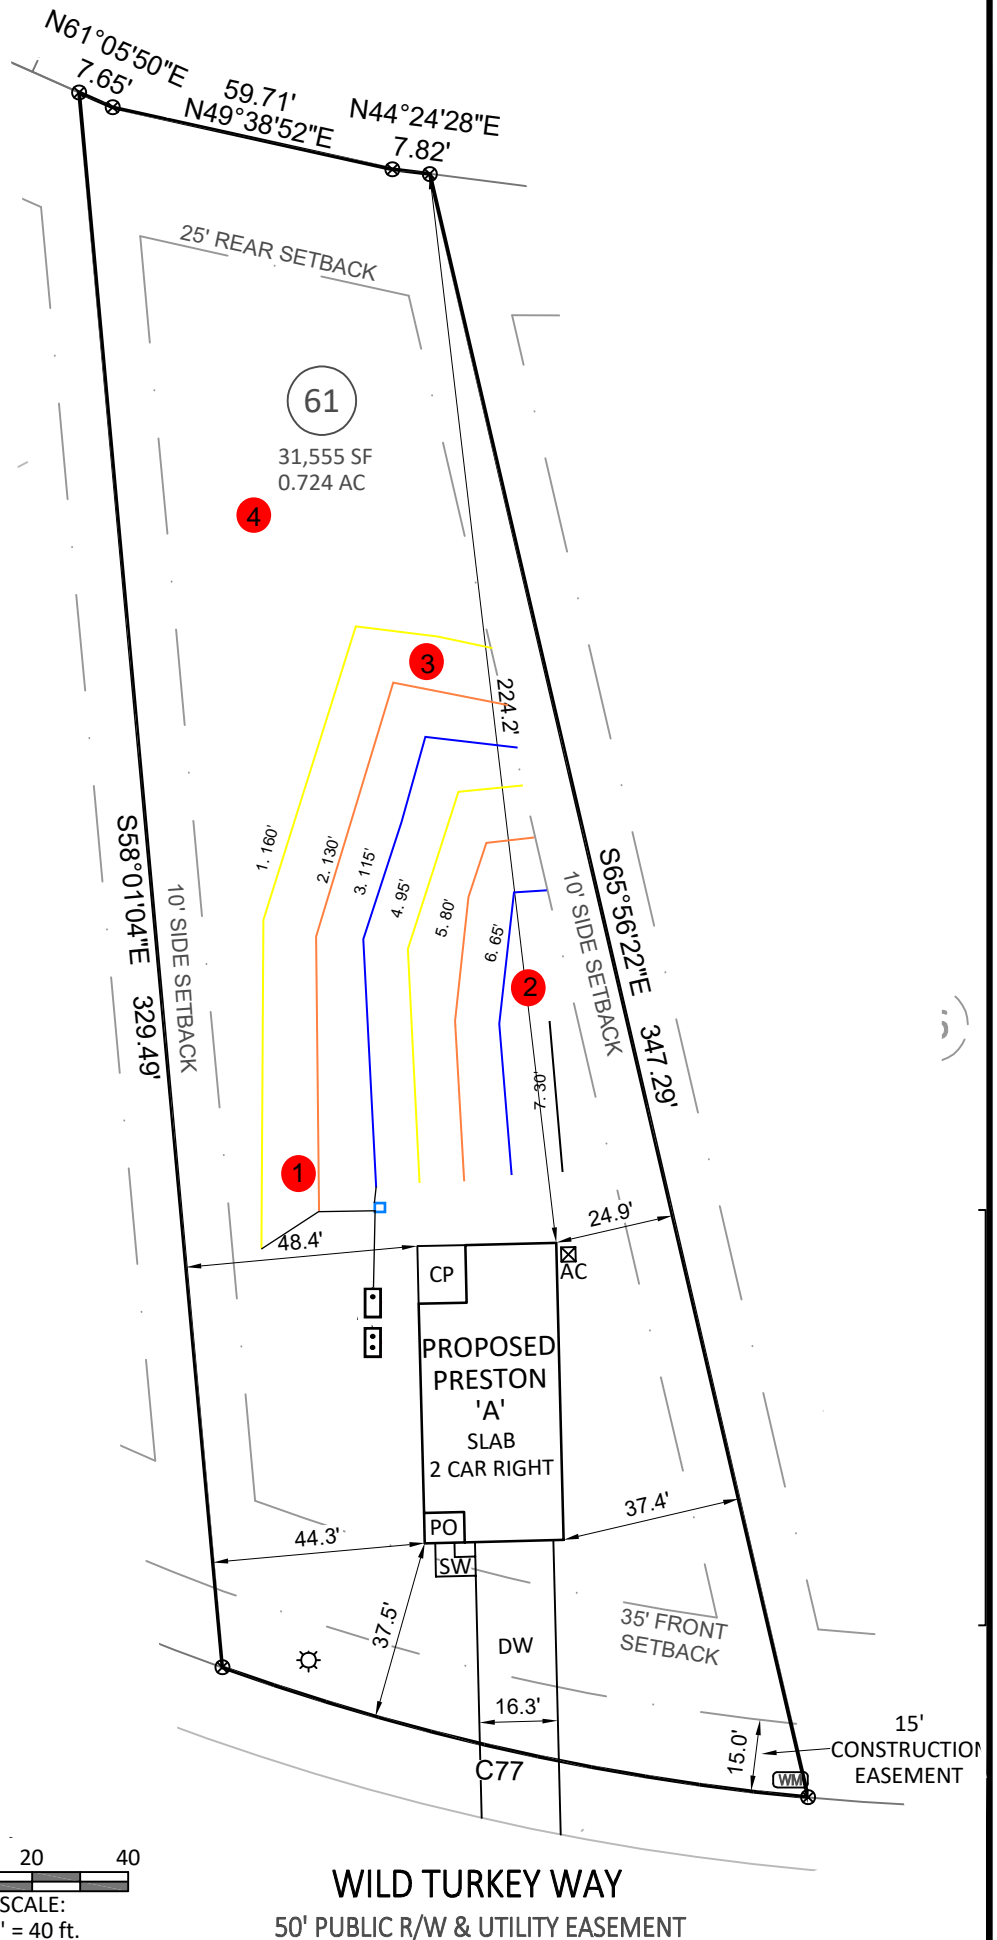 N61°05'50"E
7.65'
59.71'
N49°38'52"E
N44°24'28"E
7.82'
25' REAR SETBACK
61
31,555 SF
0.724 AC
4
3
224.2'
1. 160'
2. 130'
3. 115'
4. 95'
5. 80'
6. 65'
7. 30'
S58°01'04"E 329.49'
10' SIDE SETBACK
S65°56'22"E 347.29'
10' SIDE SETBACK
2
1
48.4'
24.9'
CP
AC
PROPOSED
PRESTON
'A'
SLAB
2 CAR RIGHT
37.4'
44.3'
PO
SW
37.5'
DW
35' FRONT
SETBACK
16.3'
15.0'
15'
CONSTRUCTION
EASEMENT
WM
C77
20 40
SCALE:
' = 40 ft.
WILD TURKEY WAY
50' PUBLIC R/W & UTILITY EASEMENT